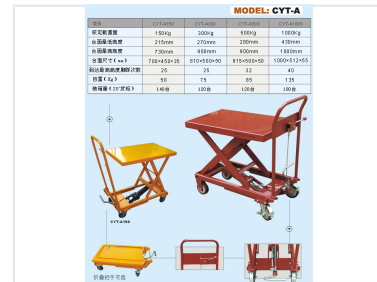 MODEL: CYT-A
项目 CYT-A150 CYT-A300 CYT-A500 CYT-A1000
额定载重量 150Kg 300Kg 500Kg 1000Kg
台面最低高度 215mm 270mm 280mm 430mm
台面最高高度 730mm 900mm 900mm 1000mm
台面尺寸(mm) 700×450×35 810×500×50 815×500×50 1000×512×55
到达最高高度脚踩次数 25 25 32 40
自重(Kg) 50 75 85 135
装箱量(20'货柜) 140台 120台 120台 100台
CYT-A150
折叠把手可选